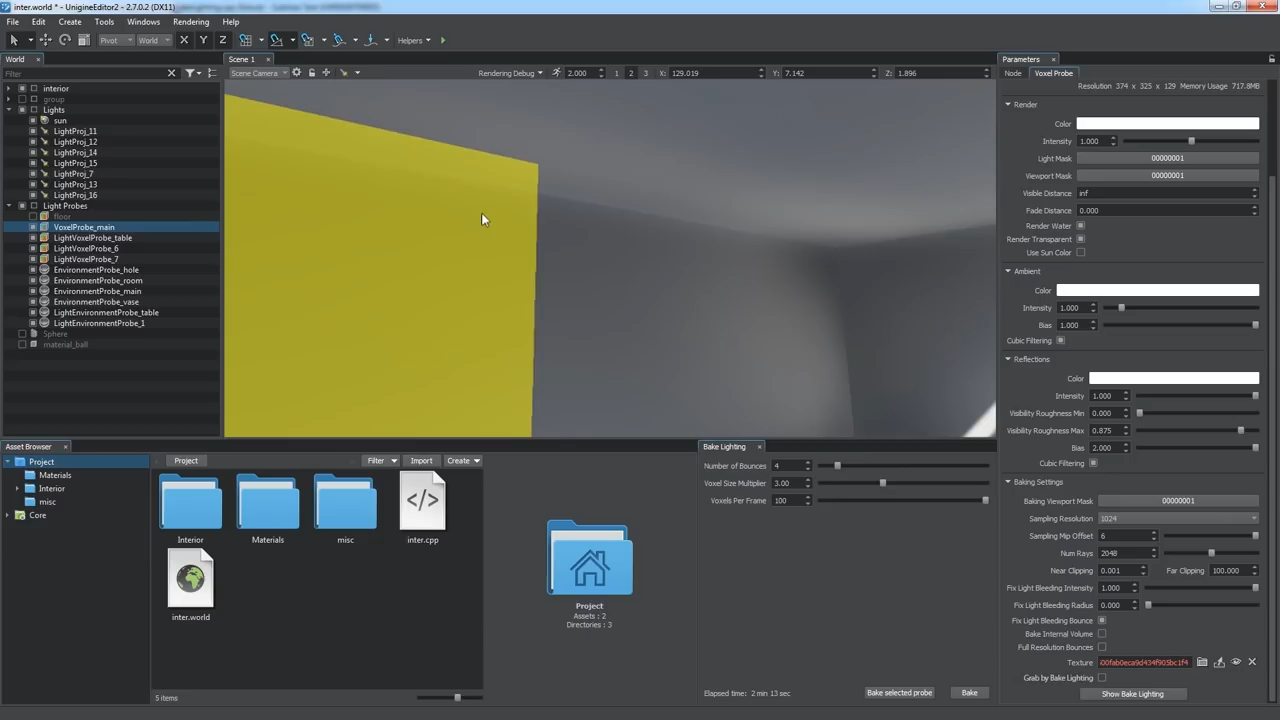 inter.world * - UnigineEditor2 - 2.7.0.2 (DX11)
File Edit Create Tools Windows Rendering Help
Pivot World X Y Z Helpers
World Scene 1 Parameters
Filter Scene Camera Rendering Debug 2.000 1 2 3 X: 129.019 Y: 7.142 Z: 1.896 Node Voxel Probe
Resolution 374 x 325 x 129 Memory Usage 717.8MB
interior
group
Lights
sun
LightProj_11
LightProj_12
LightProj_14
LightProj_15
LightProj_7
LightProj_13
LightProj_16
Light Probes
floor
VoxelProbe_main
LightVoxelProbe_table
LightVoxelProbe_6
LightVoxelProbe_7
EnvironmentProbe_hole
EnvironmentProbe_room
EnvironmentProbe_main
EnvironmentProbe_vase
LightEnvironmentProbe_table
LightEnvironmentProbe_1
Sphere
material_ball
Render
Color
Intensity 1.000
Light Mask 00000001
Viewport Mask 00000001
Visible Distance inf
Fade Distance 0.000
Render Water
Render Transparent
Use Sun Color
Ambient
Color
Intensity 1.000
Bias 1.000
Cubic Filtering
Reflections
Color
Intensity 1.000
Visibility Roughness Min 0.000
Visibility Roughness Max 0.875
Bias 2.000
Cubic Filtering
Baking Settings
Baking Viewport Mask 00000001
Sampling Resolution 1024
Sampling Mip Offset 6
Num Rays 2048
Near Clipping 0.001 Far Clipping 100.000
Fix Light Bleeding Intensity 1.000
Fix Light Bleeding Radius 0.000
Fix Light Bleeding Bounce
Bake Internal Volume
Full Resolution Bounces
Texture 00fab0eca9d434f905bc1f4
Grab by Bake Lighting
Show Bake Lighting
Asset Browser
Project
Materials
Interior
misc
Core
Project Filter Import Create
Interior Materials misc inter.cpp
inter.world
5 items
Project
Assets : 2
Directories : 3
Bake Lighting
Number of Bounces 4
Voxel Size Multiplier 3.00
Voxels Per Frame 100
Elapsed time: 2 min 13 sec Bake selected probe Bake